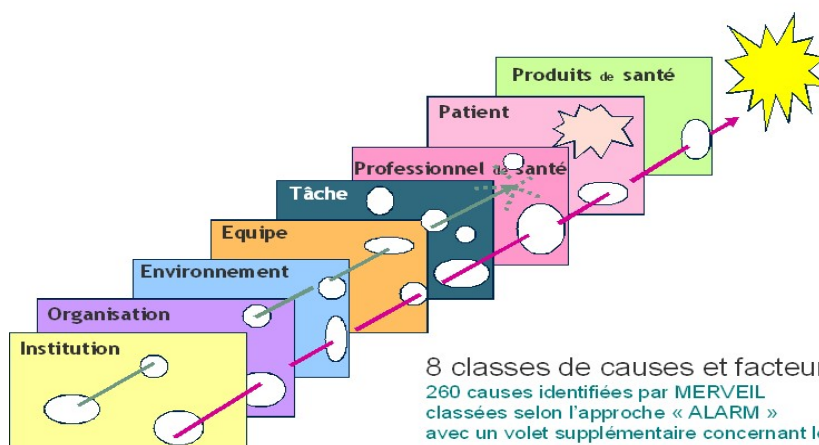 Produits de santé
Patient
Professionnel de santé
Tâche
Equipe
Environnement
Organisation
Institution
8 classes de causes et facteur
260 causes identifiées par MERVEIL
classées selon l'approche « ALARM »
avec un volet supplémentaire concernant le